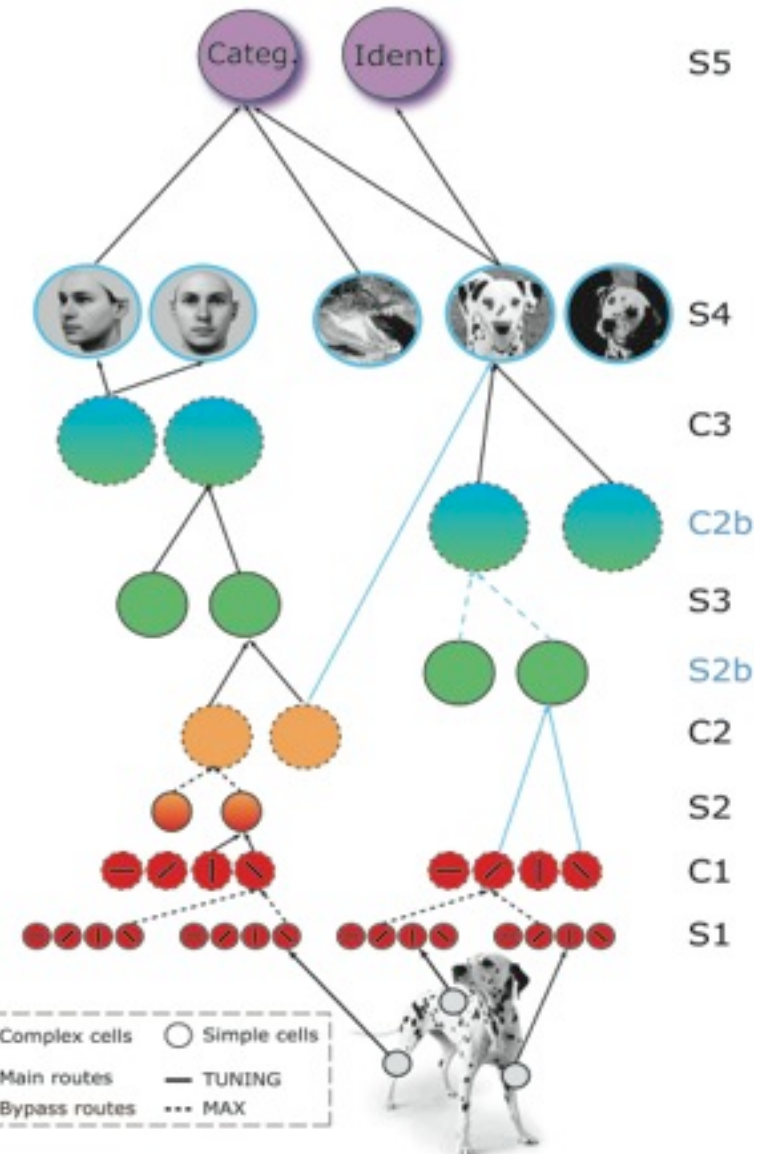 Categ.
Ident.
S5
S4
C3
C2b
S3
S2b
C2
S2
C1
S1
Complex cells
Simple cells
Main routes
TUNING
Bypass routes
MAX